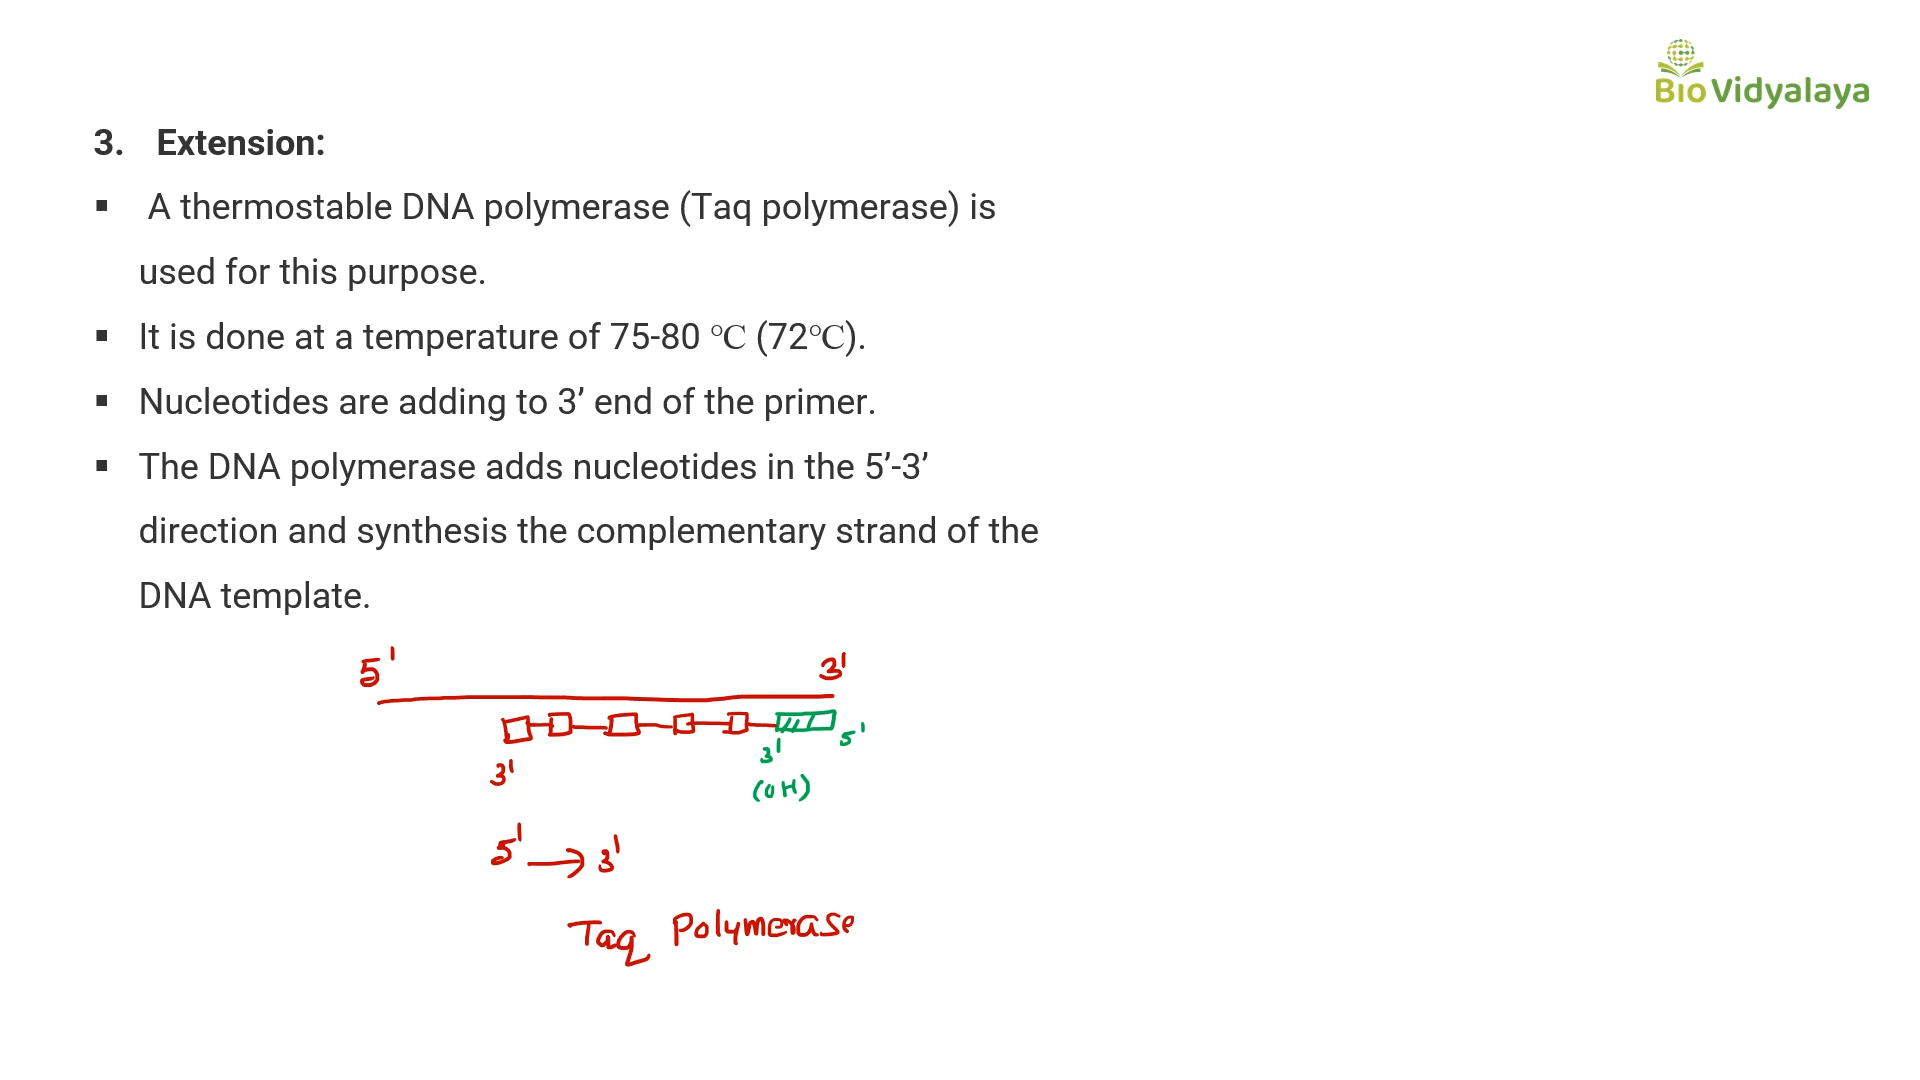 Bio Vidyalaya
3. Extension:
▪ A thermostable DNA polymerase (Taq polymerase) is
used for this purpose.
▪ It is done at a temperature of 75-80 ℃ (72℃).
▪ Nucleotides are adding to 3’ end of the primer.
▪ The DNA polymerase adds nucleotides in the 5’-3’
direction and synthesis the complementary strand of the
DNA template.
5' 3'
3' 5'
3'
(OH)
5' → 3'
Taq Polymerase